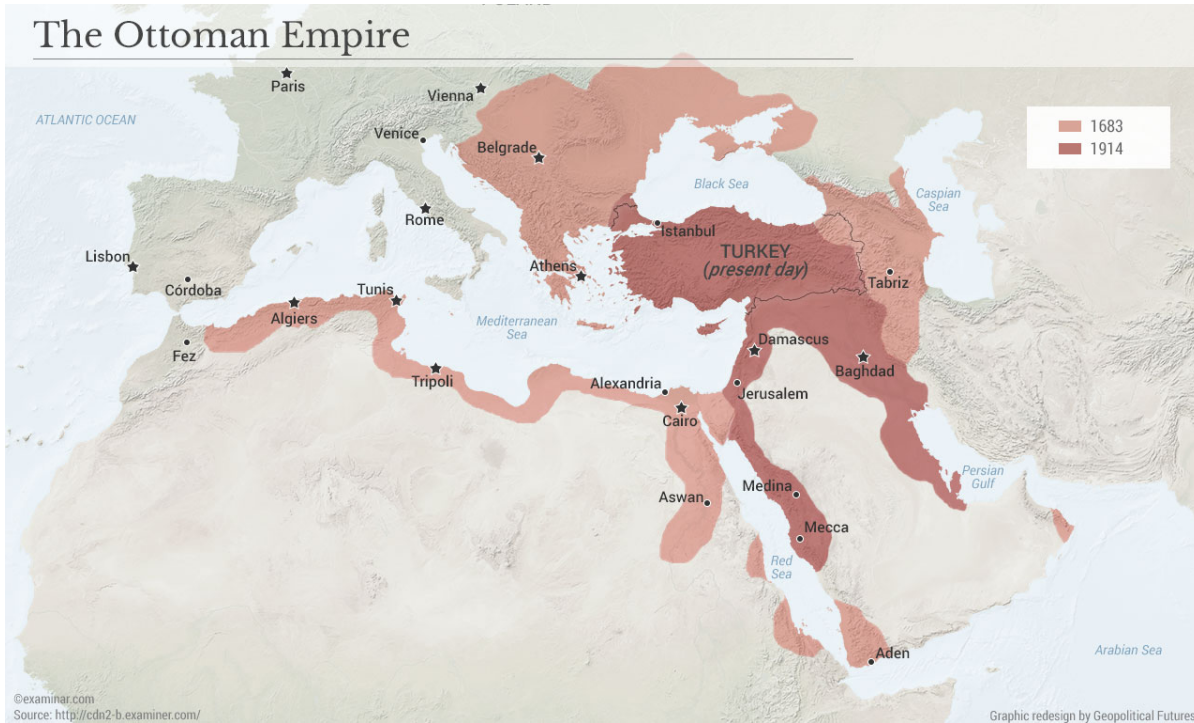 The Ottoman Empire
Paris
Vienna
ATLANTIC OCEAN
Venice
Belgrade
1683
1914
Black Sea
Caspian
Sea
Rome
Istanbul
Lisbon
TURKEY
(present day)
Athens
Tabriz
Córdoba
Tunis
Algiers
Mediterranean
Sea
Fez
Damascus
Tripoli
Baghdad
Alexandria
Jerusalem
Cairo
Persian
Gulf
Medina
Aswan
Mecca
Red
Sea
Aden
Arabian Sea
©examinar.com
Source: http://cdn2-b.examiner.com/
Graphic redesign by Geopolitical Futures